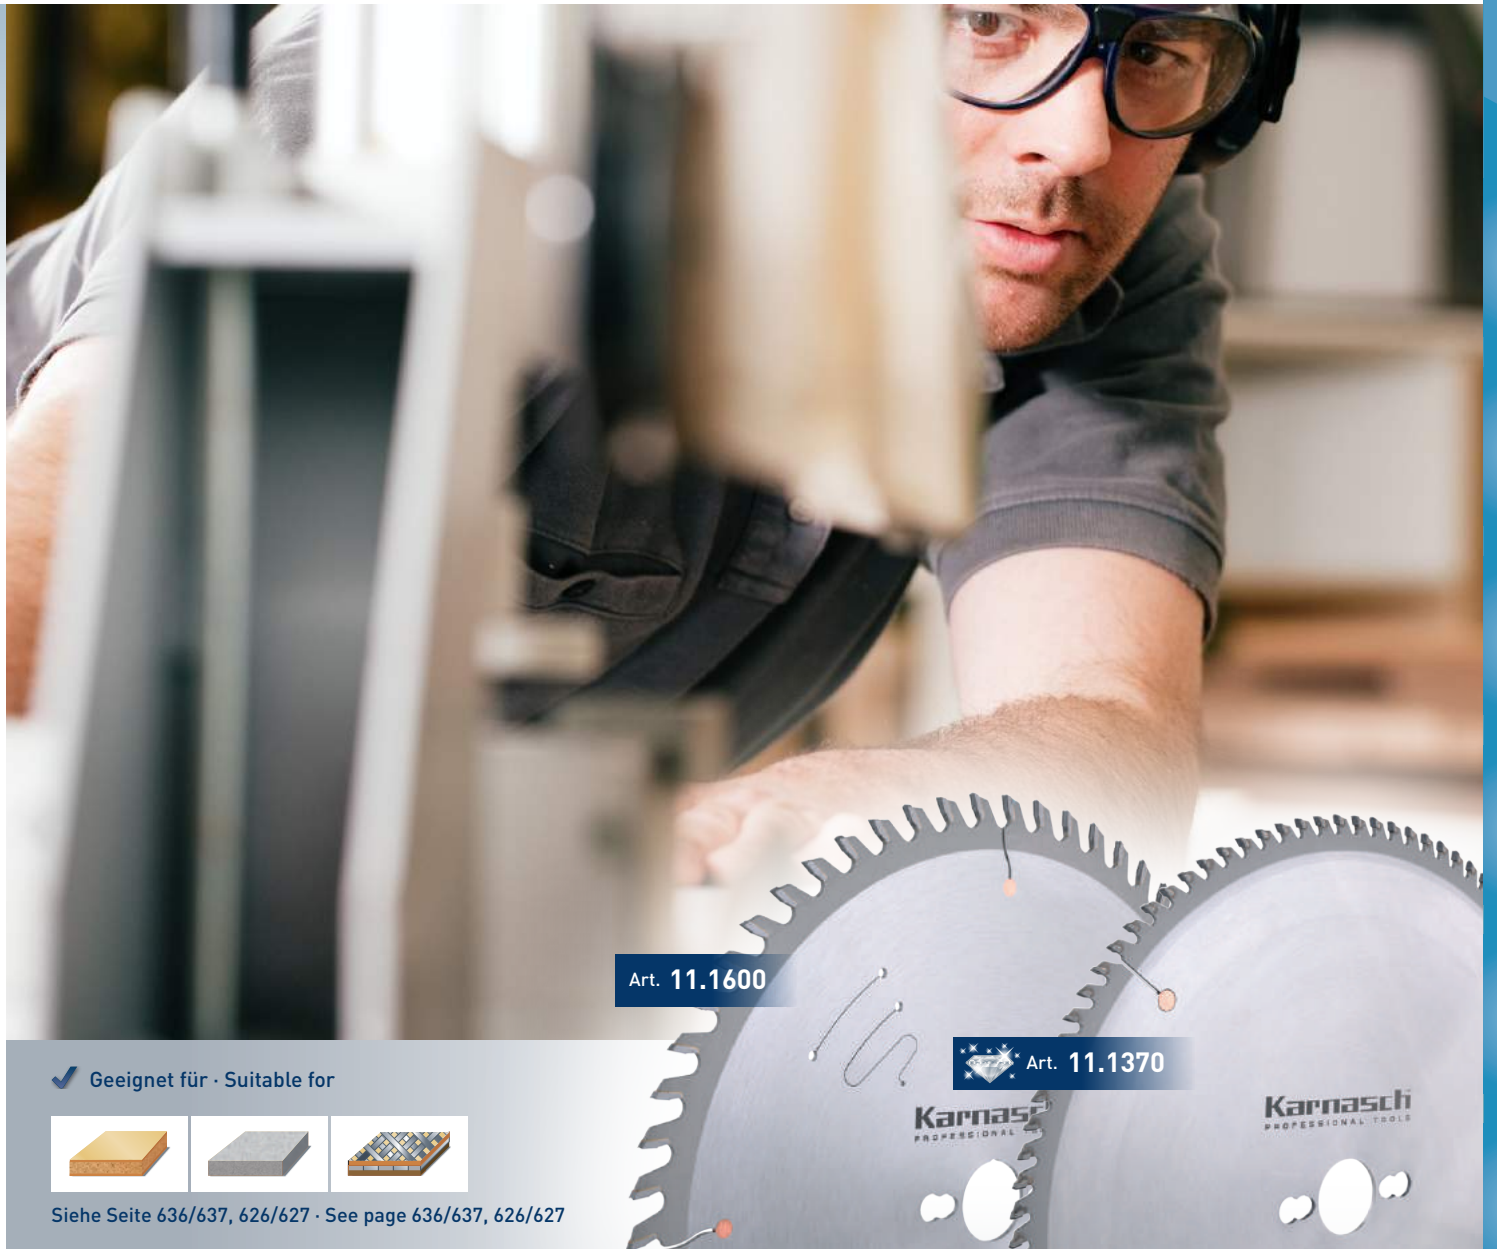 Art. 11.1600
Art. 11.1370
Karnasch
PROFESSIONAL TOOLS
Geeignet für · Suitable for
Siehe Seite 636/637, 626/627 · See page 636/637, 626/627